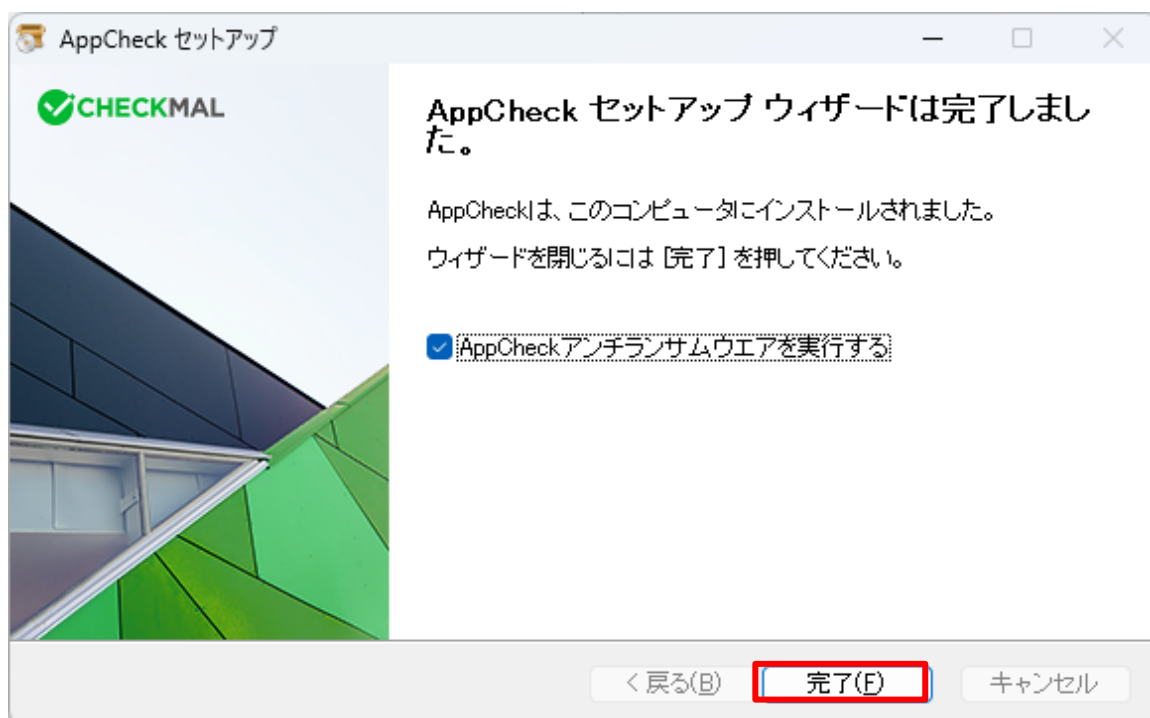 AppCheck セットアップ
CHECKMAL
AppCheck セットアップ ウィザードは完了しまし
た。
AppCheckは、このコンピュータにインストールされました。
ウィザードを閉じるには [完了] を押してください。
AppCheckアンチランサムウエアを実行する
< 戻る(B)
完了(F)
キャンセル